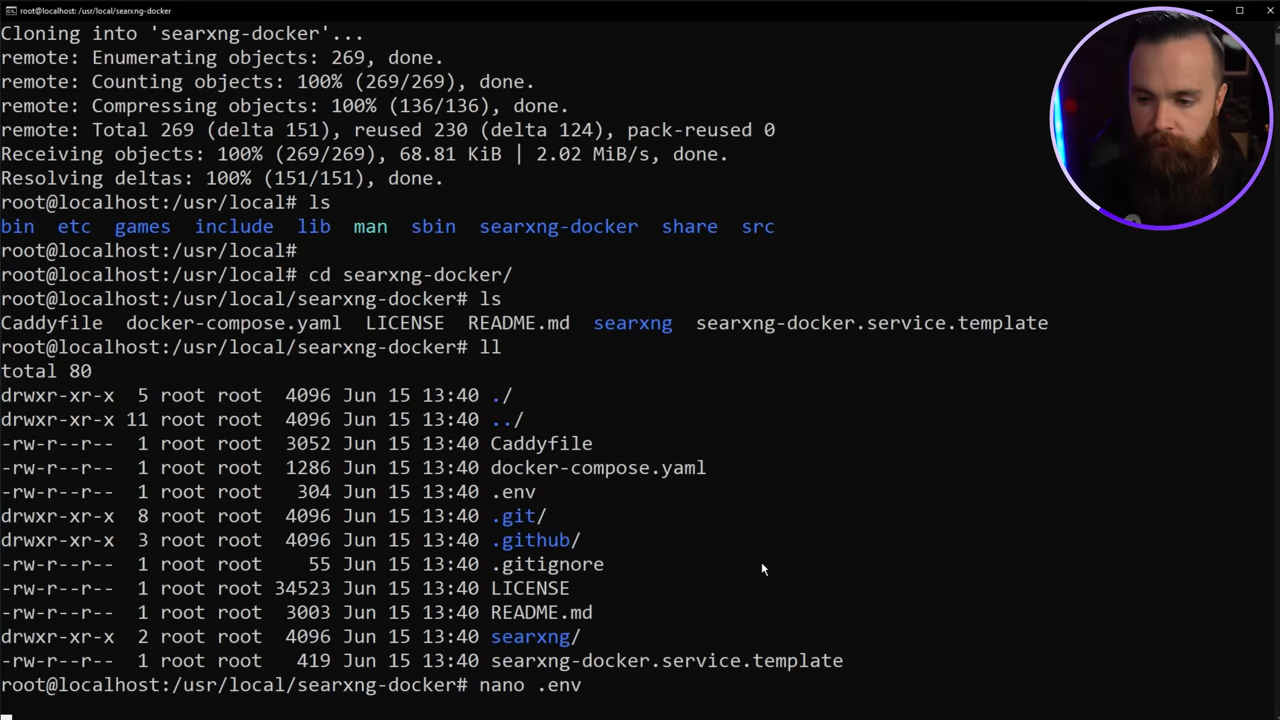 root@localhost: /usr/local/searxng-docker
Cloning into 'searxng-docker'...
remote: Enumerating objects: 269, done.
remote: Counting objects: 100% (269/269), done.
remote: Compressing objects: 100% (136/136), done.
remote: Total 269 (delta 151), reused 230 (delta 124), pack-reused 0
Receiving objects: 100% (269/269), 68.81 KiB | 2.02 MiB/s, done.
Resolving deltas: 100% (151/151), done.
root@localhost:/usr/local# ls
bin etc games include lib man sbin searxng-docker share src
root@localhost:/usr/local#
root@localhost:/usr/local# cd searxng-docker/
root@localhost:/usr/local/searxng-docker# ls
Caddyfile docker-compose.yaml LICENSE README.md searxng searxng-docker.service.template
root@localhost:/usr/local/searxng-docker# ll
total 80
drwxr-xr-x 5 root root 4096 Jun 15 13:40 ./
drwxr-xr-x 11 root root 4096 Jun 15 13:40 ../
-rw-r--r-- 1 root root 3052 Jun 15 13:40 Caddyfile
-rw-r--r-- 1 root root 1286 Jun 15 13:40 docker-compose.yaml
-rw-r--r-- 1 root root 304 Jun 15 13:40 .env
drwxr-xr-x 8 root root 4096 Jun 15 13:40 .git/
drwxr-xr-x 3 root root 4096 Jun 15 13:40 .github/
-rw-r--r-- 1 root root 55 Jun 15 13:40 .gitignore
-rw-r--r-- 1 root root 34523 Jun 15 13:40 LICENSE
-rw-r--r-- 1 root root 3003 Jun 15 13:40 README.md
drwxr-xr-x 2 root root 4096 Jun 15 13:40 searxng/
-rw-r--r-- 1 root root 419 Jun 15 13:40 searxng-docker.service.template
root@localhost:/usr/local/searxng-docker# nano .env